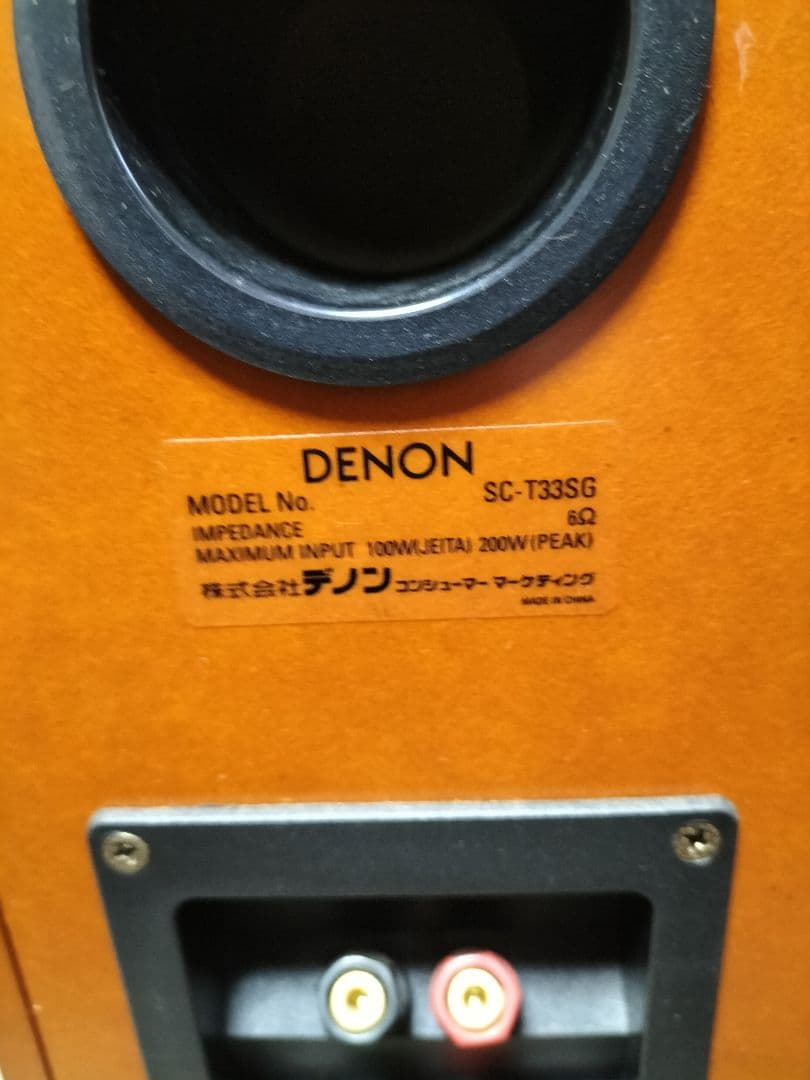 DENON
MODEL No. SC-T33SG
IMPEDANCE 6Ω
MAXIMUM INPUT 100W(JEITA) 200W(PEAK)
株式会社デノン コンシューマー マーケティング
MADE IN CHINA